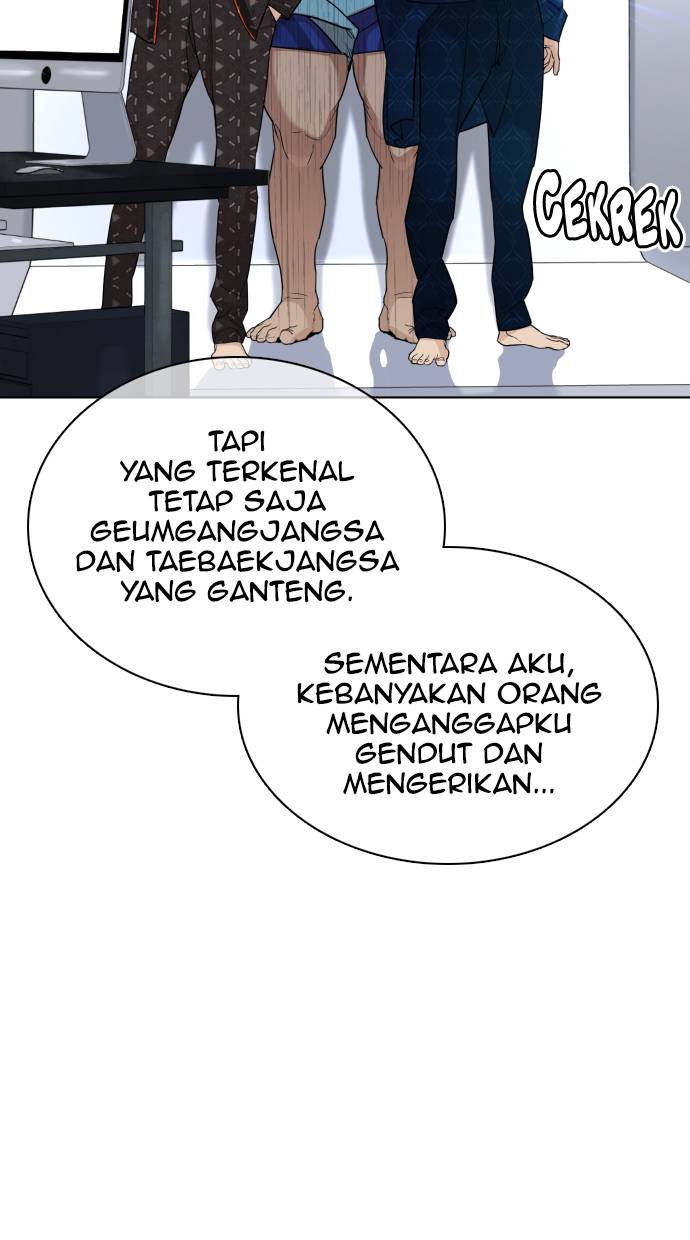 CEKREK
TAPI
YANG TERKENAL
TETAP SAJA
GEUMGANGJANGSA
DAN TAEBAEKJANGSA
YANG GANTENG.
SEMENTARA AKU,
KEBANYAKAN ORANG
MENGANGGAPKU
GENDUT DAN
MENGERIKAN...